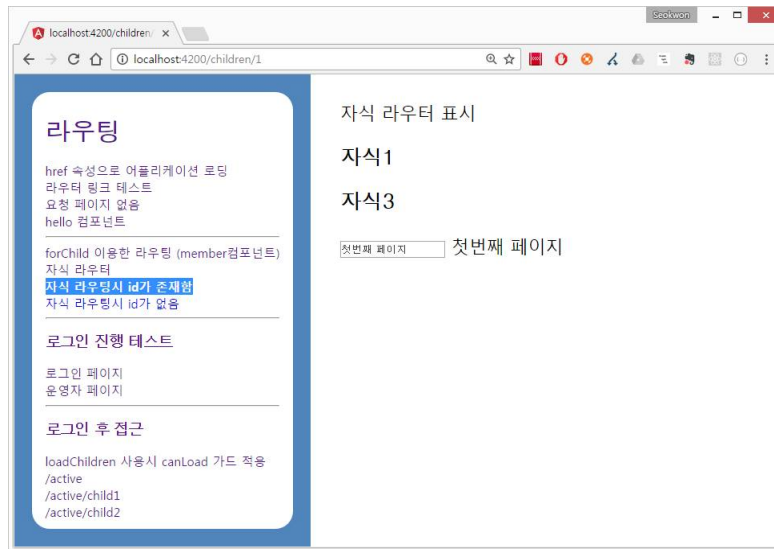 Seokwon
localhost:4200/children/
localhost:4200/children/1
라우팅
href 속성으로 어플리케이션 로딩
라우터 링크 테스트
요청 페이지 없음
hello 컴포넌트
forChild 이용한 라우팅 (member컴포넌트)
자식 라우터
자식 라우팅시 id가 존재함
자식 라우팅시 id가 없음
로그인 진행 테스트
로그인 페이지
운영자 페이지
로그인 후 접근
loadChildren 사용시 canLoad 가드 적용
/active
/active/child1
/active/child2
자식 라우터 표시
자식1
자식3
첫번째 페이지 첫번째 페이지